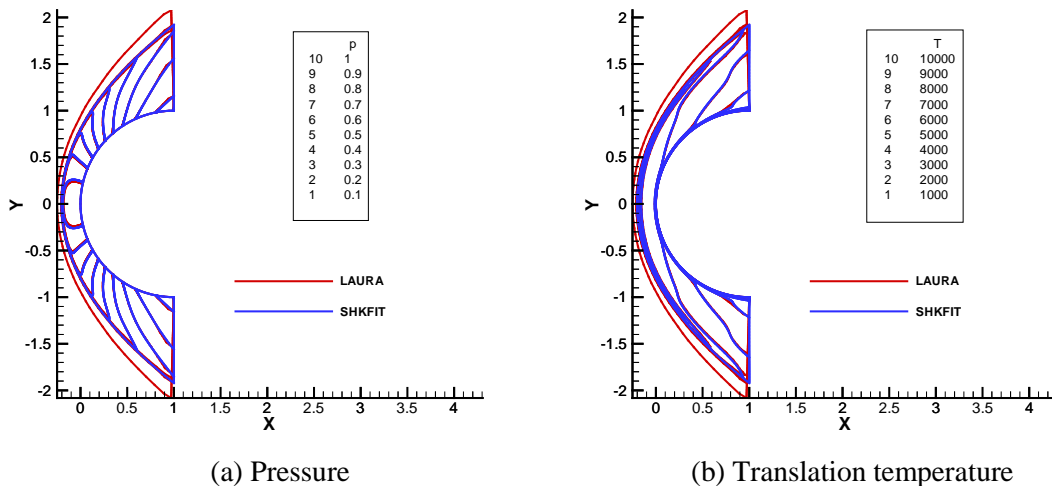 p
10 1
9 0.9
8 0.8
7 0.7
6 0.6
5 0.5
4 0.4
3 0.3
2 0.2
1 0.1
LAURA
SHKFIT
Y
2
1.5
1
0.5
0
-0.5
-1
-1.5
-2
0 0.5 1 1.5 2 2.5 3 3.5 4
X
(a) Pressure
T
10 10000
9 9000
8 8000
7 7000
6 6000
5 5000
4 4000
3 3000
2 2000
1 1000
LAURA
SHKFIT
Y
2
1.5
1
0.5
0
-0.5
-1
-1.5
-2
0 0.5 1 1.5 2 2.5 3 3.5 4
X
(b) Translation temperature